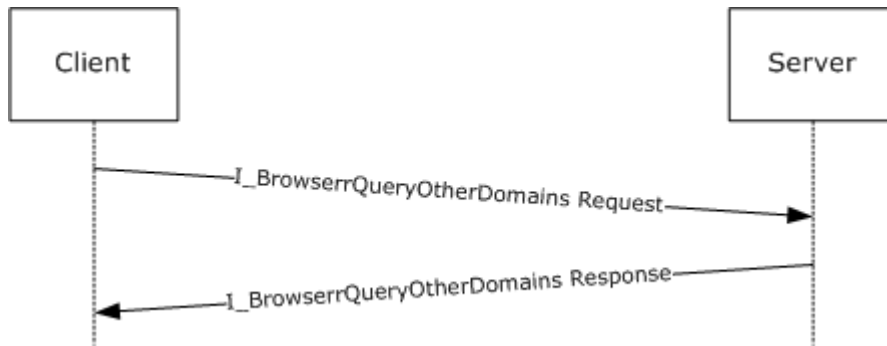 Client
Server
I_BrowserrQueryOtherDomains Request
I_BrowserrQueryOtherDomains Response